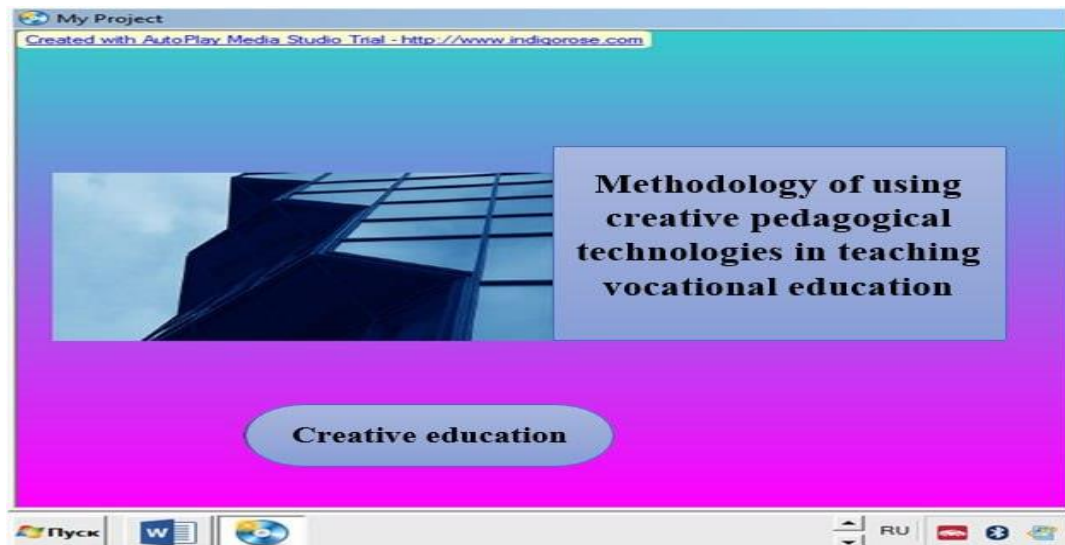 My Project
Created with AutoPlay Media Studio Trial - http://www.indigorose.com
Methodology of using
creative pedagogical
technologies in teaching
vocational education
Creative education
Пуск
W
RU